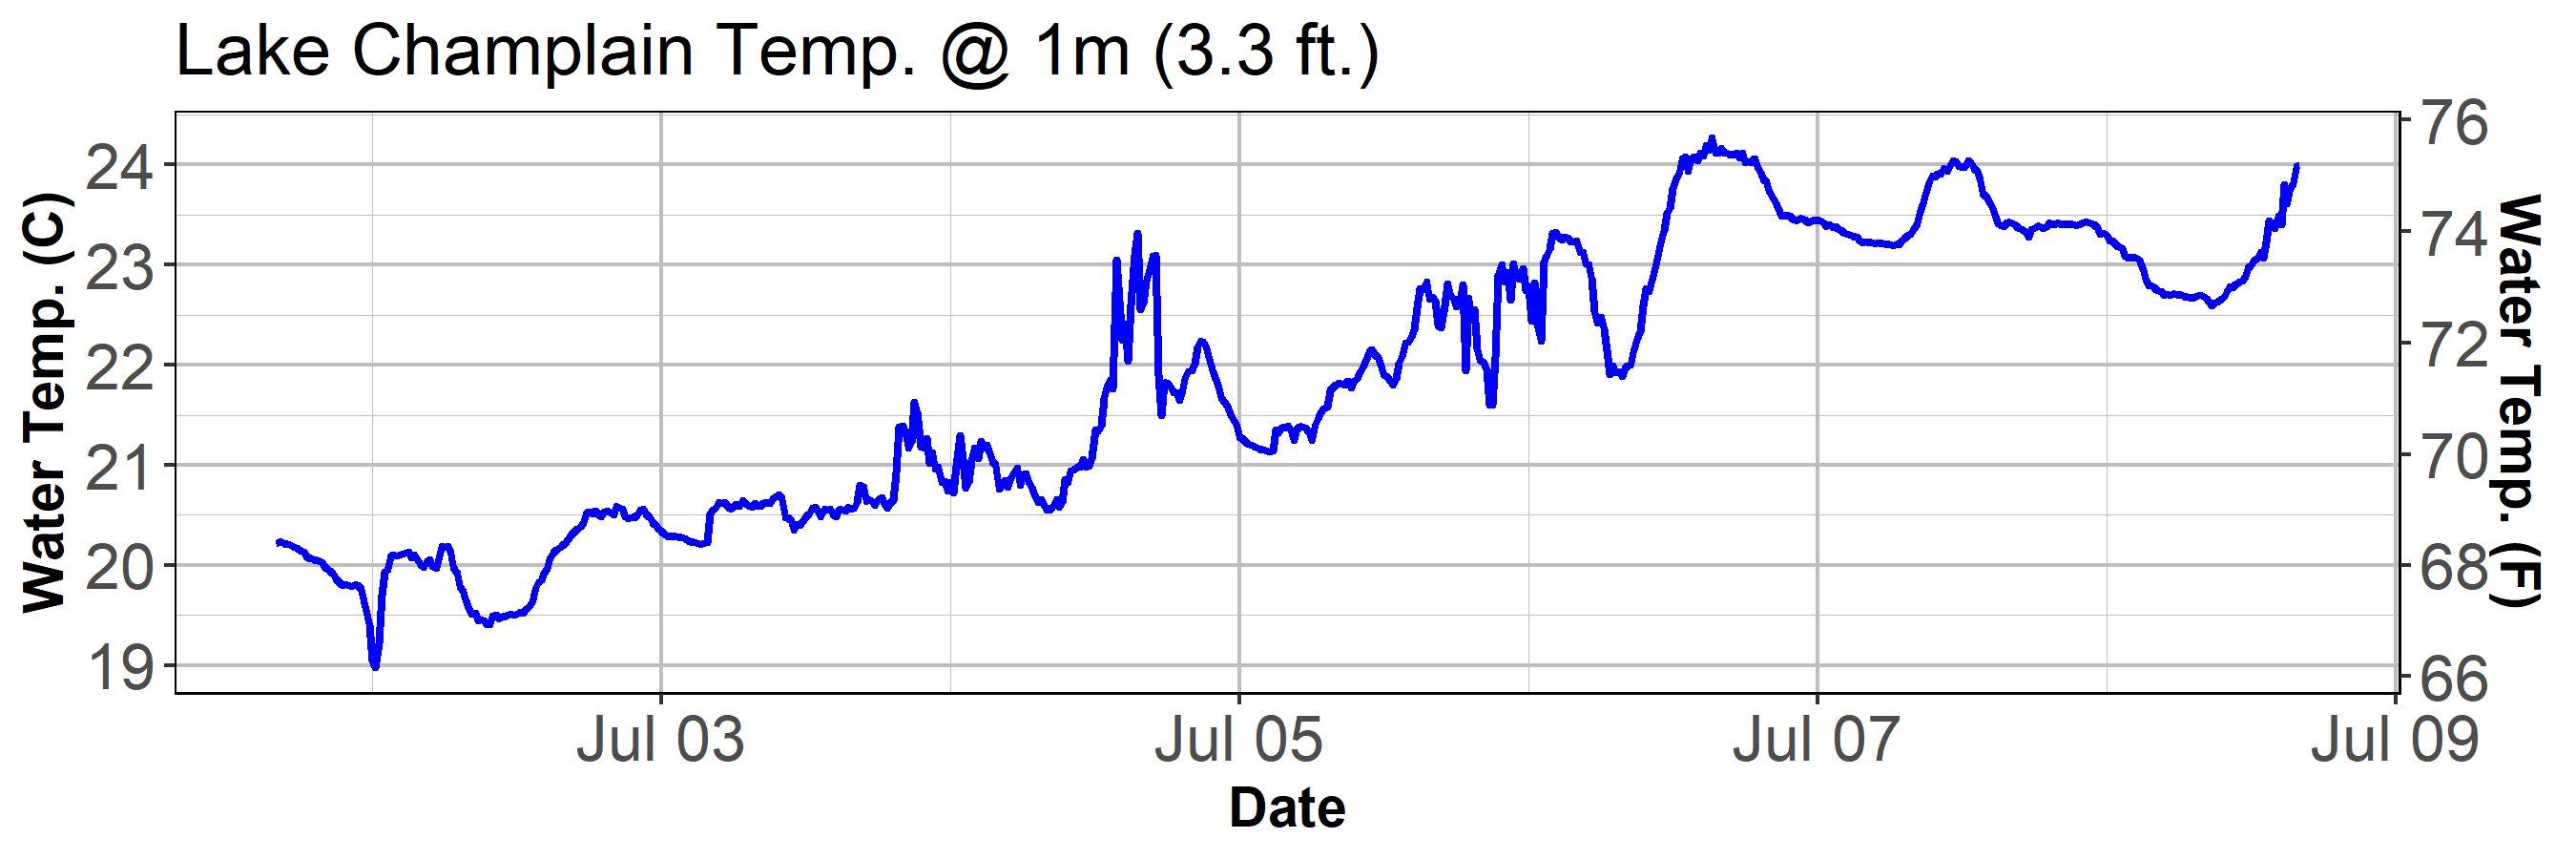 Lake Champlain Temp. @ 1m (3.3 ft.)
Water Temp. (C)
24
23
22
21
20
19
76
74
72
70
68
66
Water Temp. (F)
Jul 03 Jul 05 Jul 07 Jul 09
Date